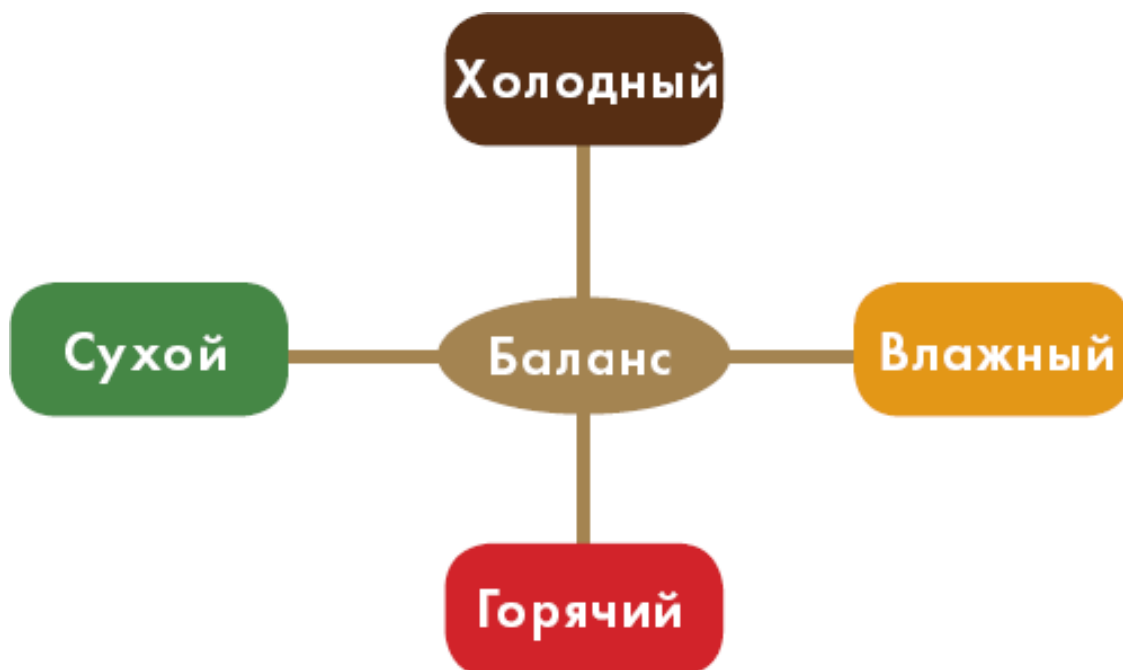 Холодный
Сухой
Баланс
Влажный
Горячий